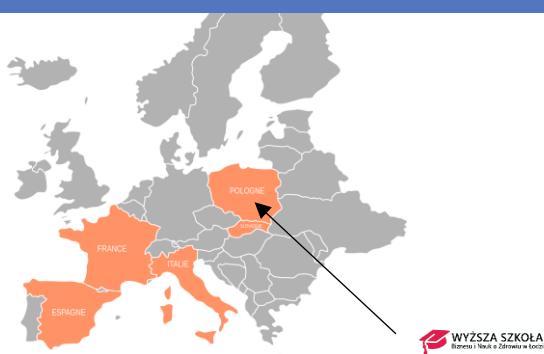 POLOGNE
SLOVAQUIE
FRANCE
ITALIE
ESPAGNE
WYŻSZA SZKOŁA
Biznesu i Nauk o Zdrowiu w Łodzi